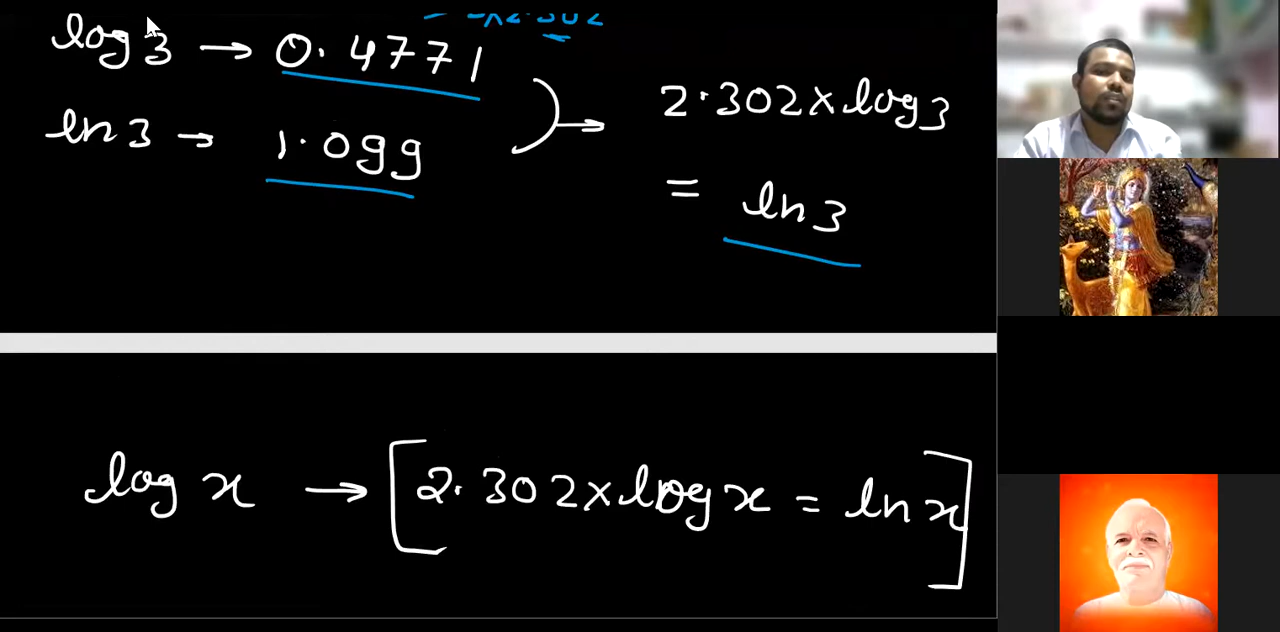 log 3 → 0.4771
ln 3 → 1.099
2.302×log 3
= ln 3
log x → [2.302×log x = ln x]